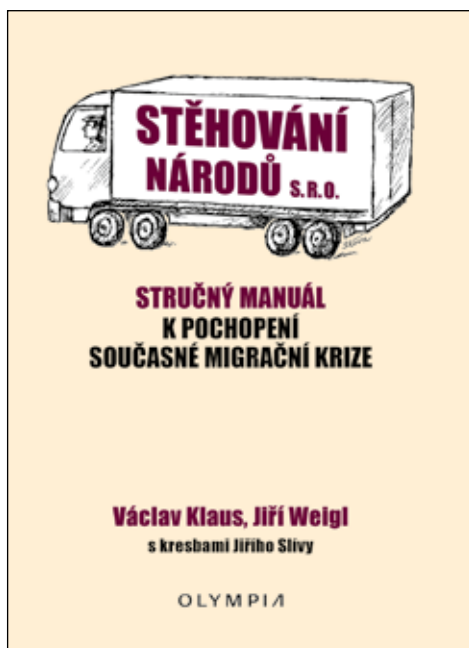 STĚHOVÁNÍ
NÁRODŮ S.R.O.
STRUČNÝ MANUÁL
K POCHOPENÍ
SOUČASNÉ MIGRAČNÍ KRIZE
Václav Klaus, Jiří Weigl
s kresbami Jiřího Slívy
OLYMPIA